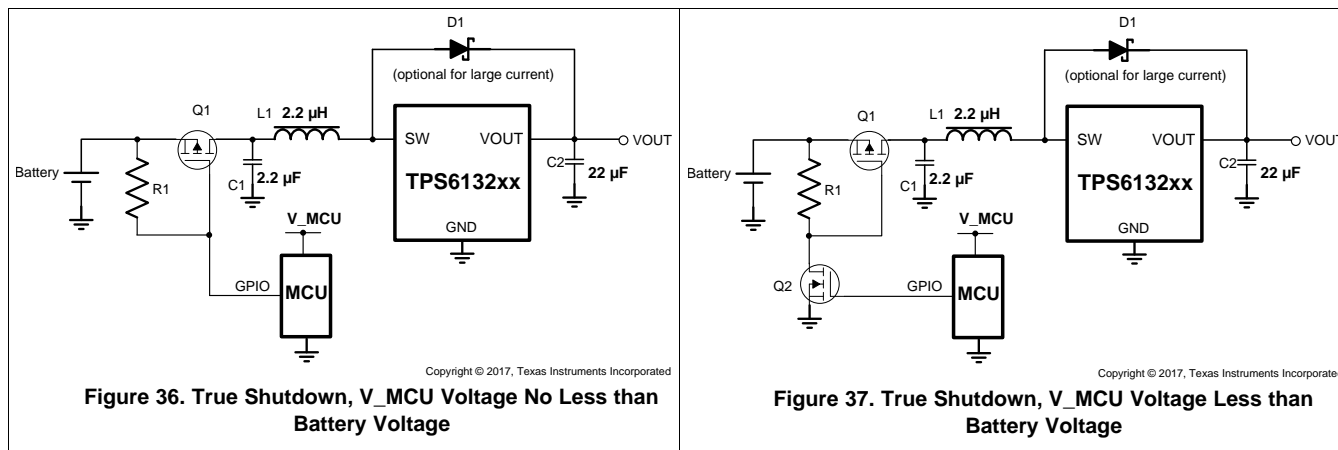 D1
(optional for large current)
Q1
L1 2.2 µH
SW
VOUT
VOUT
TPS6132xx
GND
C2
22 µF
Battery
R1
C1
2.2 µF
V_MCU
GPIO
MCU
Copyright © 2017, Texas Instruments Incorporated
Figure 36. True Shutdown, V_MCU Voltage No Less than
Battery Voltage
D1
(optional for large current)
Q1
L1 2.2 µH
SW
VOUT
VOUT
TPS6132xx
GND
C2
22 µF
Battery
R1
C1
2.2 µF
V_MCU
Q2
GPIO
MCU
Copyright © 2017, Texas Instruments Incorporated
Figure 37. True Shutdown, V_MCU Voltage Less than
Battery Voltage